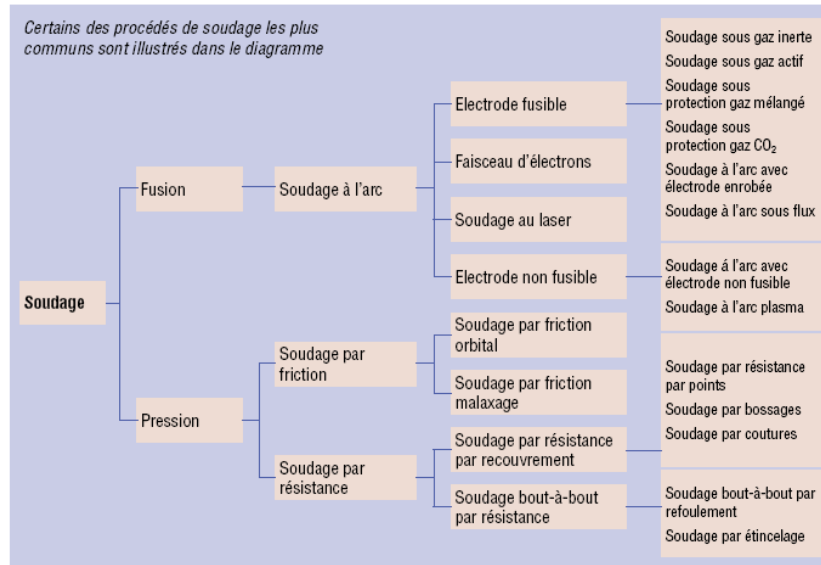 Certains des procédés de soudage les plus
communs sont illustrés dans le diagramme
Soudage
Fusion
Soudage à l'arc
Electrode fusible
Soudage sous gaz inerte
Soudage sous gaz actif
Soudage sous
protection gaz mélangé
Soudage sous
protection gaz CO₂
Soudage à l'arc avec
électrode enrobée
Soudage à l'arc sous flux
Faisceau d'électrons
Soudage au laser
Electrode non fusible
Soudage á l'arc avec
électrode non fusible
Soudage à l'arc plasma
Pression
Soudage par
friction
Soudage par friction
orbital
Soudage par friction
malaxage
Soudage par
résistance
Soudage par résistance
par recouvrement
Soudage par résistance
par points
Soudage par bossages
Soudage par coutures
Soudage bout-à-bout
par résistance
Soudage bout-à-bout par
refoulement
Soudage par étincelage